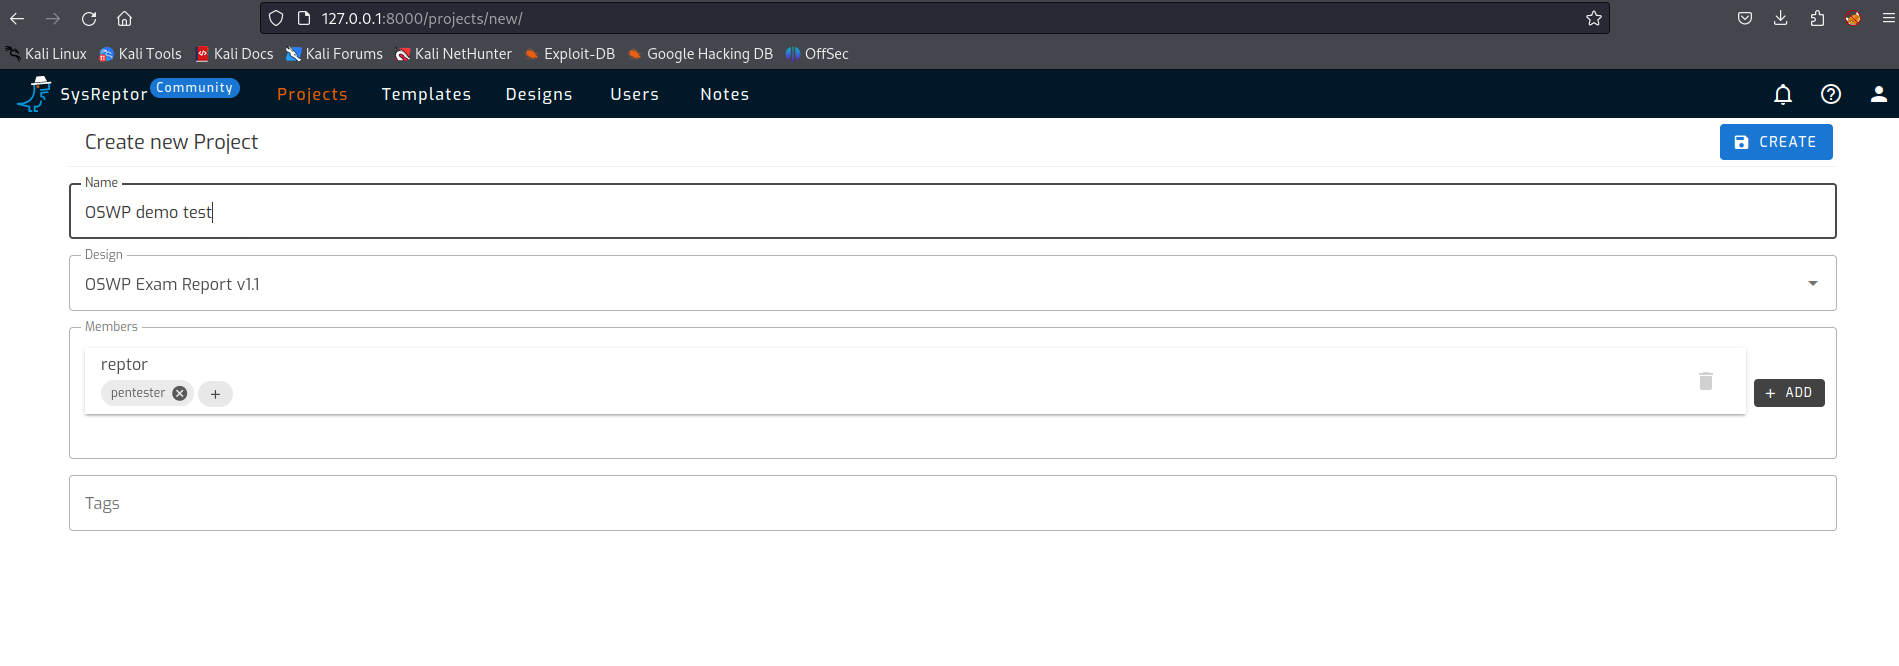 127.0.0.1:8000/projects/new/
Kali Linux Kali Tools Kali Docs Kali Forums Kali NetHunter Exploit-DB Google Hacking DB OffSec
SysReptor Community Projects Templates Designs Users Notes
Create new Project CREATE
Name
OSWP demo test
Design
OSWP Exam Report v1.1
Members
reptor
pentester + + ADD
Tags